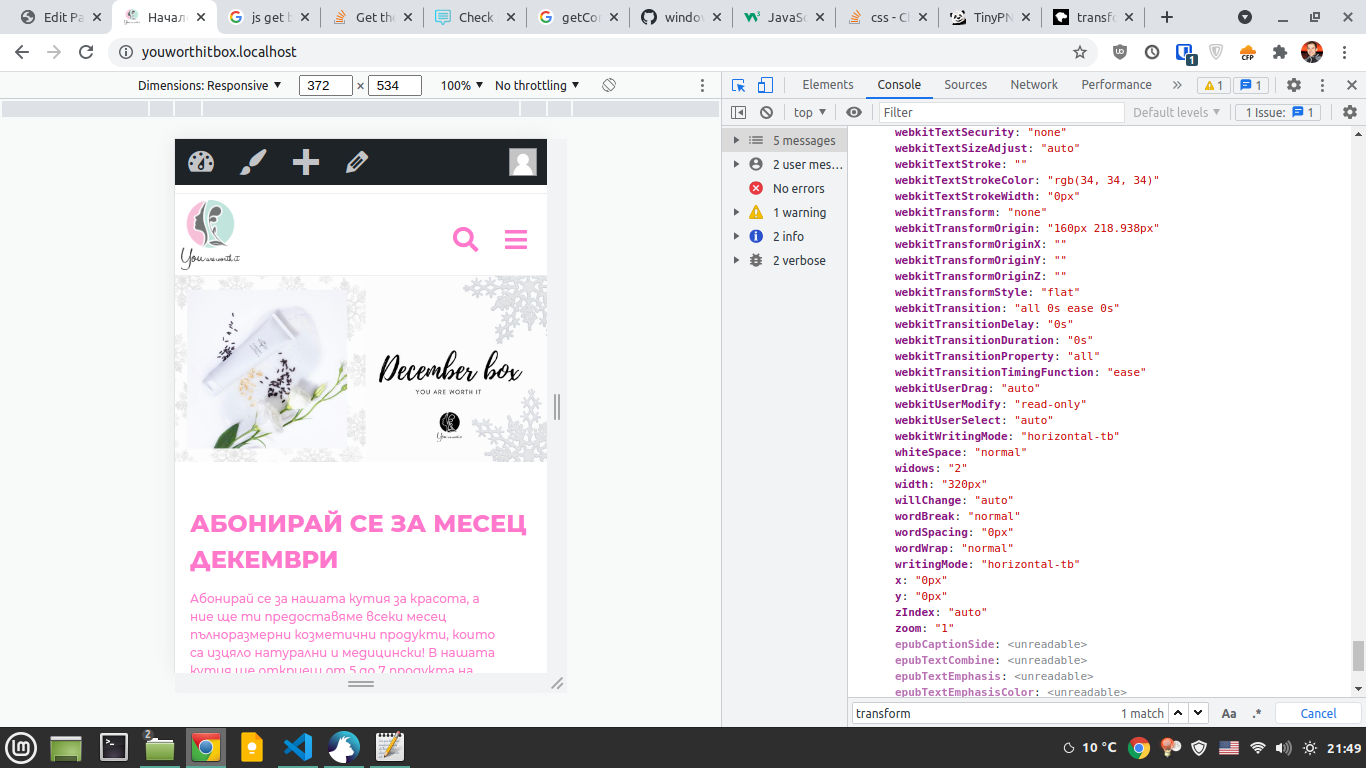 Edit Pa
Начал
js get b
Get the
Check
getCor
windo
JavaSc
css - Cl
TinyPN
transfo
youworthitbox.localhost
1
CFP
Dimensions: Responsive
372 × 534
100%
No throttling
Elements
Console
Sources
Network
Performance
1
1
top
Filter
Default levels
1 Issue: 1
5 messages
2 user mes…
No errors
1 warning
2 info
2 verbose
You are worth it
December box
YOU ARE WORTH IT
АБОНИРАЙ СЕ ЗА МЕСЕЦ
ДЕКЕМВРИ
Абонирай се за нашата кутия за красота, а
ние ще ти предоставяме всеки месец
пълноразмерни козметични продукти, които
са изцяло натурални и медицински! В нашата
кутия ще откриеш от 5 до 7 продукта на
webkitTextSecurity: "none"
webkitTextSizeAdjust: "auto"
webkitTextStroke: ""
webkitTextStrokeColor: "rgb(34, 34, 34)"
webkitTextStrokeWidth: "0px"
webkitTransform: "none"
webkitTransformOrigin: "160px 218.938px"
webkitTransformOriginX: ""
webkitTransformOriginY: ""
webkitTransformOriginZ: ""
webkitTransformStyle: "flat"
webkitTransition: "all 0s ease 0s"
webkitTransitionDelay: "0s"
webkitTransitionDuration: "0s"
webkitTransitionProperty: "all"
webkitTransitionTimingFunction: "ease"
webkitUserDrag: "auto"
webkitUserModify: "read-only"
webkitUserSelect: "auto"
webkitWritingMode: "horizontal-tb"
whiteSpace: "normal"
widows: "2"
width: "320px"
willChange: "auto"
wordBreak: "normal"
wordSpacing: "0px"
wordWrap: "normal"
writingMode: "horizontal-tb"
x: "0px"
y: "0px"
zIndex: "auto"
zoom: "1"
epubCaptionSide: <unreadable>
epubTextCombine: <unreadable>
epubTextEmphasis: <unreadable>
epubTextEmphasisColor: <unreadable>
transform
1 match
Aa
.*
Cancel
2
10 °C
21:49